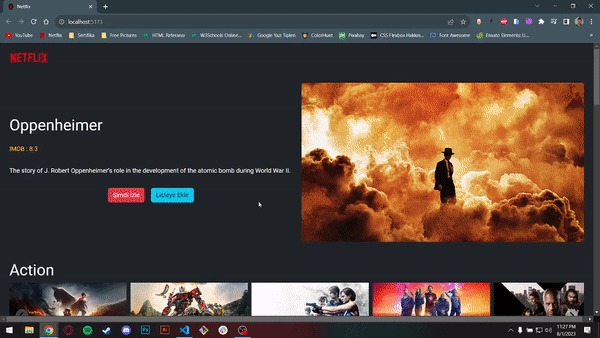 Netflix
localhost:5173
YouTube
Netflix
Sertifika
Free Pictures
HTML Referansı
W3Schools Online...
Google Yazı Tipleri
ColorHunt
Pixabay
CSS Flexbox Hakkın...
Font Awesome
Envato Elements: U...
NETFLIX
Oppenheimer
IMDB : 8.3
The story of J. Robert Oppenheimer's role in the development of the atomic bomb during World War II.
Şimdi İzle
Listeye Ekle
Action
11:27 PM
8/1/2023